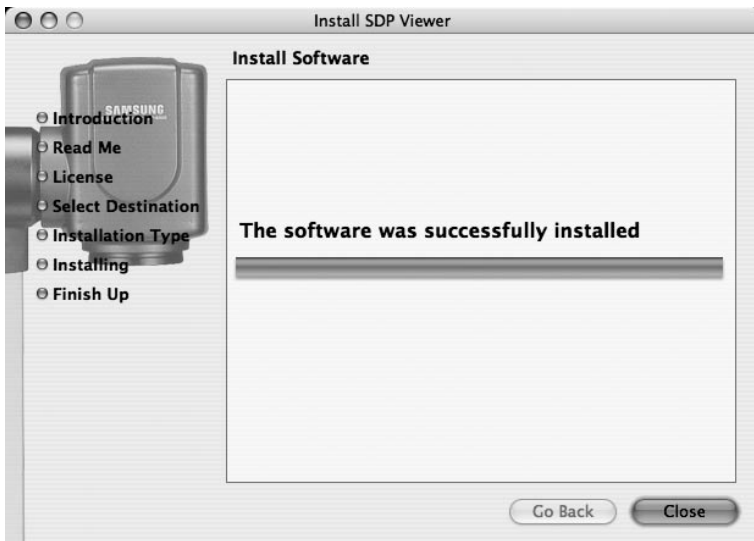 Install SDP Viewer
Install Software
SAMSUNG
Introduction
Read Me
License
Select Destination
Installation Type
Installing
Finish Up
The software was successfully installed
Go Back
Close